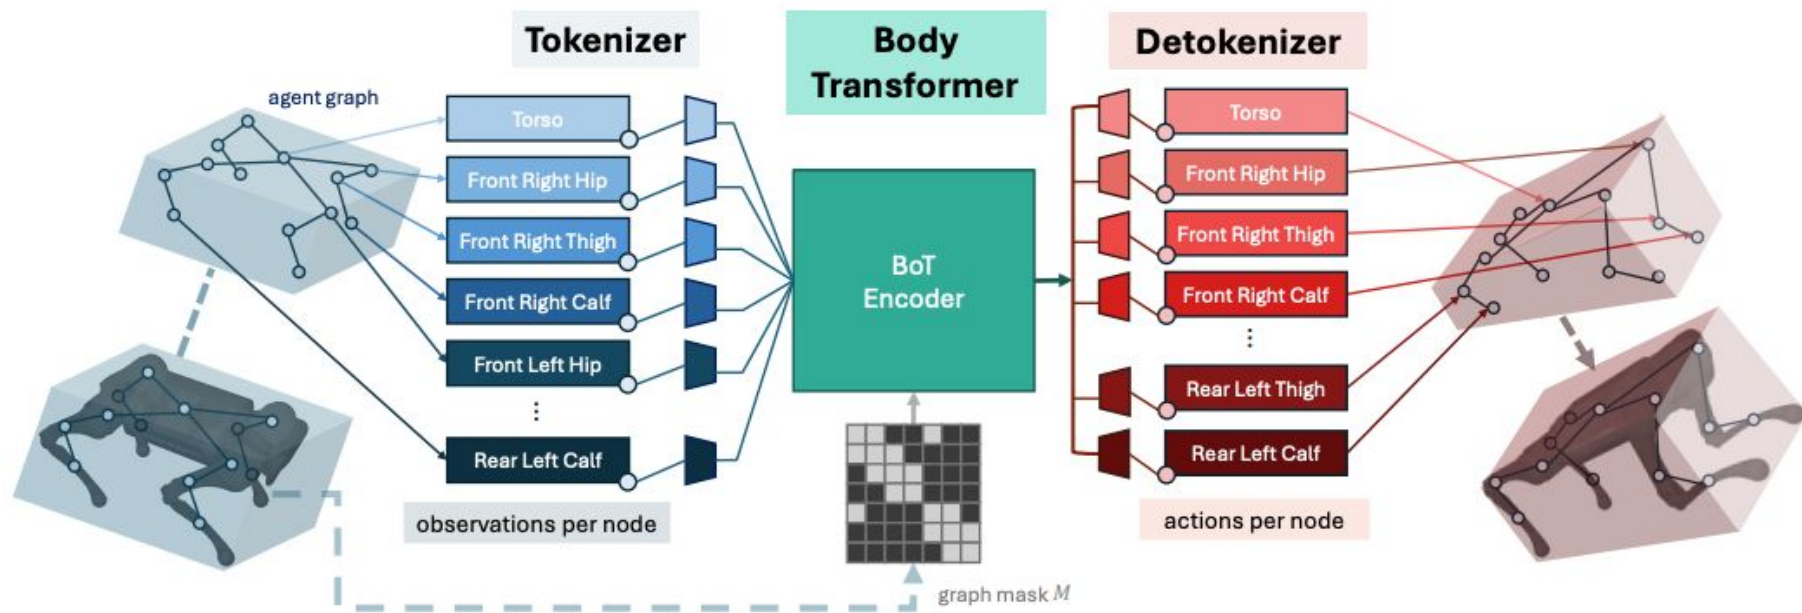 Tokenizer
Body
Transformer
Detokenizer
agent graph
Torso
Front Right Hip
Front Right Thigh
Front Right Calf
Front Left Hip
⋮
Rear Left Calf
observations per node
BoT
Encoder
graph mask M
Torso
Front Right Hip
Front Right Thigh
Front Right Calf
⋮
Rear Left Thigh
Rear Left Calf
actions per node